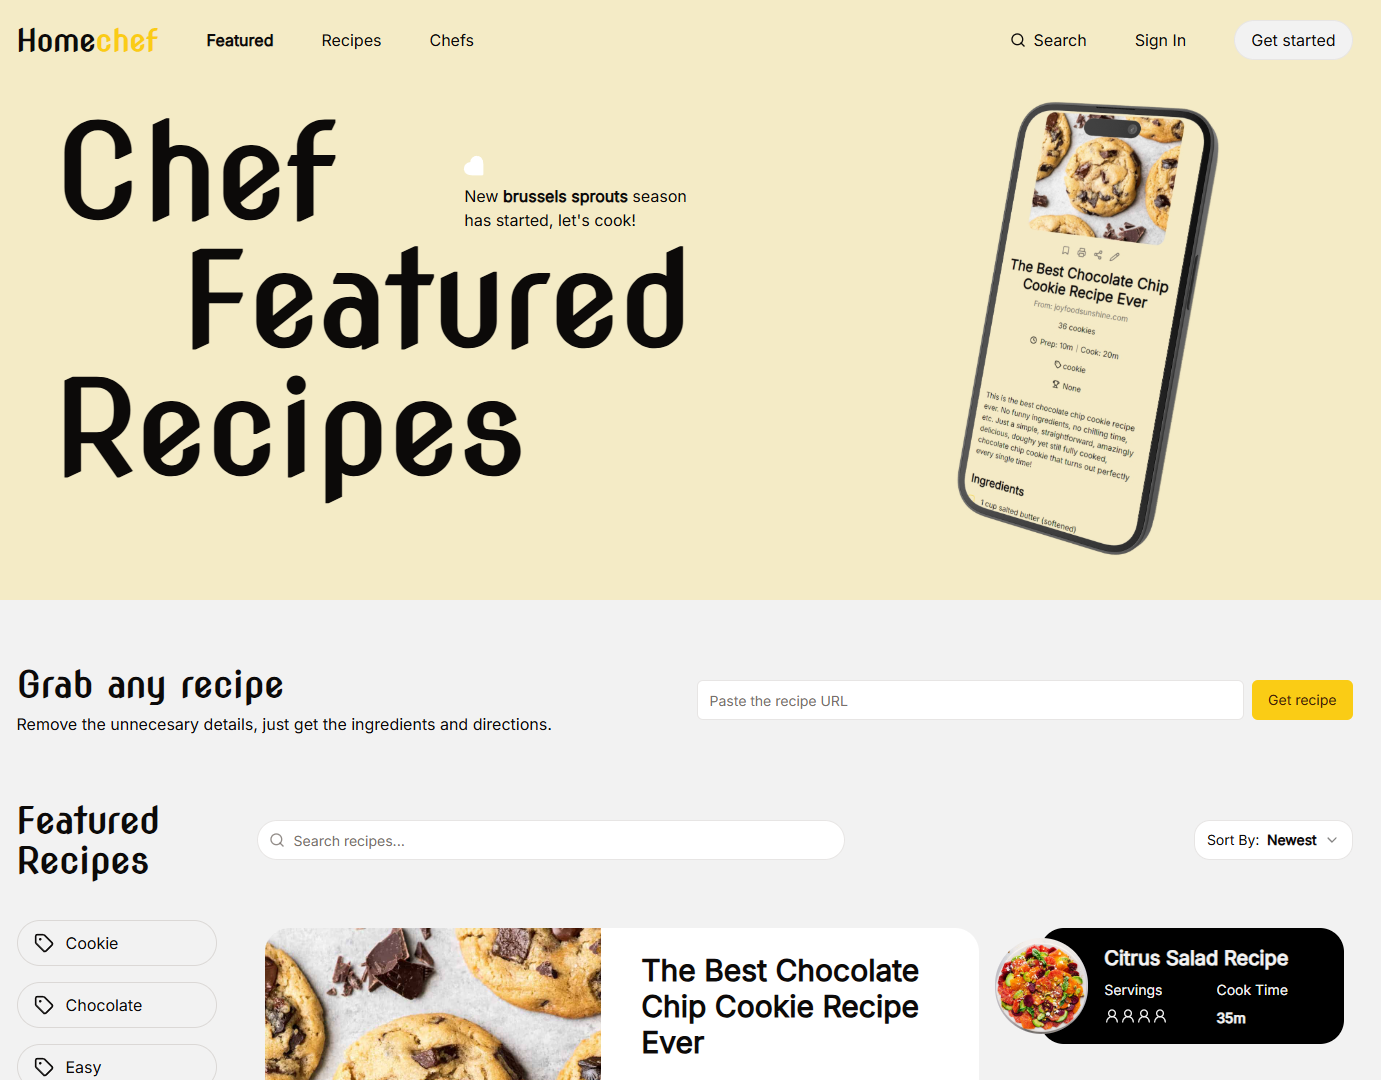 Homechef
Featured
Recipes
Chefs
Search
Sign In
Get started
Chef
Featured
Recipes
New brussels sprouts season
has started, let's cook!
The Best Chocolate Chip
Cookie Recipe Ever
From: joyfoodsunshine.com
36 cookies
Prep: 10m | Cook: 20m
cookie
None
This is the best chocolate chip cookie recipe
ever. No funny ingredients, no chilling time,
etc. Just a simple, straightforward, amazingly
delicious, doughy yet still fully cooked,
chocolate chip cookie that turns out perfectly
every single time!
Ingredients
1 cup salted butter (softened)
Grab any recipe
Remove the unnecesary details, just get the ingredients and directions.
Paste the recipe URL
Get recipe
Featured
Recipes
Search recipes...
Sort By: Newest
Cookie
Chocolate
Easy
The Best Chocolate
Chip Cookie Recipe
Ever
Citrus Salad Recipe
Servings
Cook Time
35m